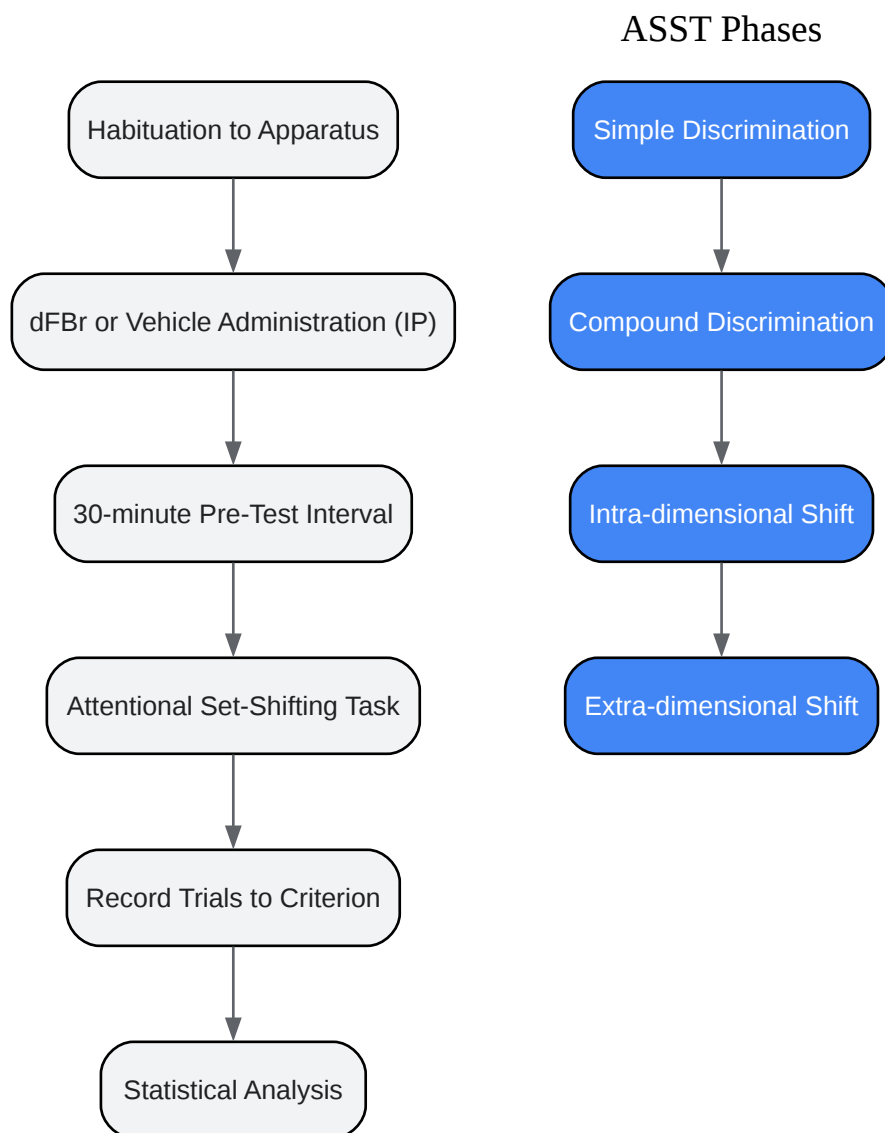 Habituation to Apparatus
dFBr or Vehicle Administration (IP)
30-minute Pre-Test Interval
Attentional Set-Shifting Task
Record Trials to Criterion
Statistical Analysis
ASST Phases
Simple Discrimination
Compound Discrimination
Intra-dimensional Shift
Extra-dimensional Shift